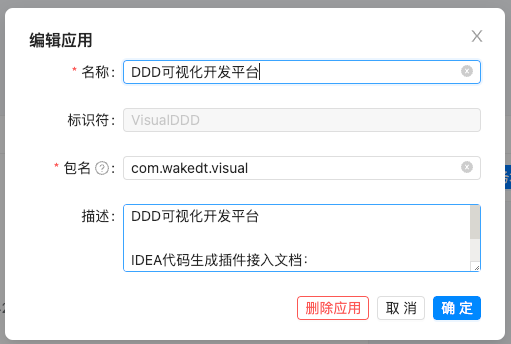 编辑应用
* 名称: DDD可视化开发平台
标识符: VisualDDD
* 包名 ?: com.wakedt.visual
描述: DDD可视化开发平台
IDEA代码生成插件接入文档:
删除应用 取 消 确 定